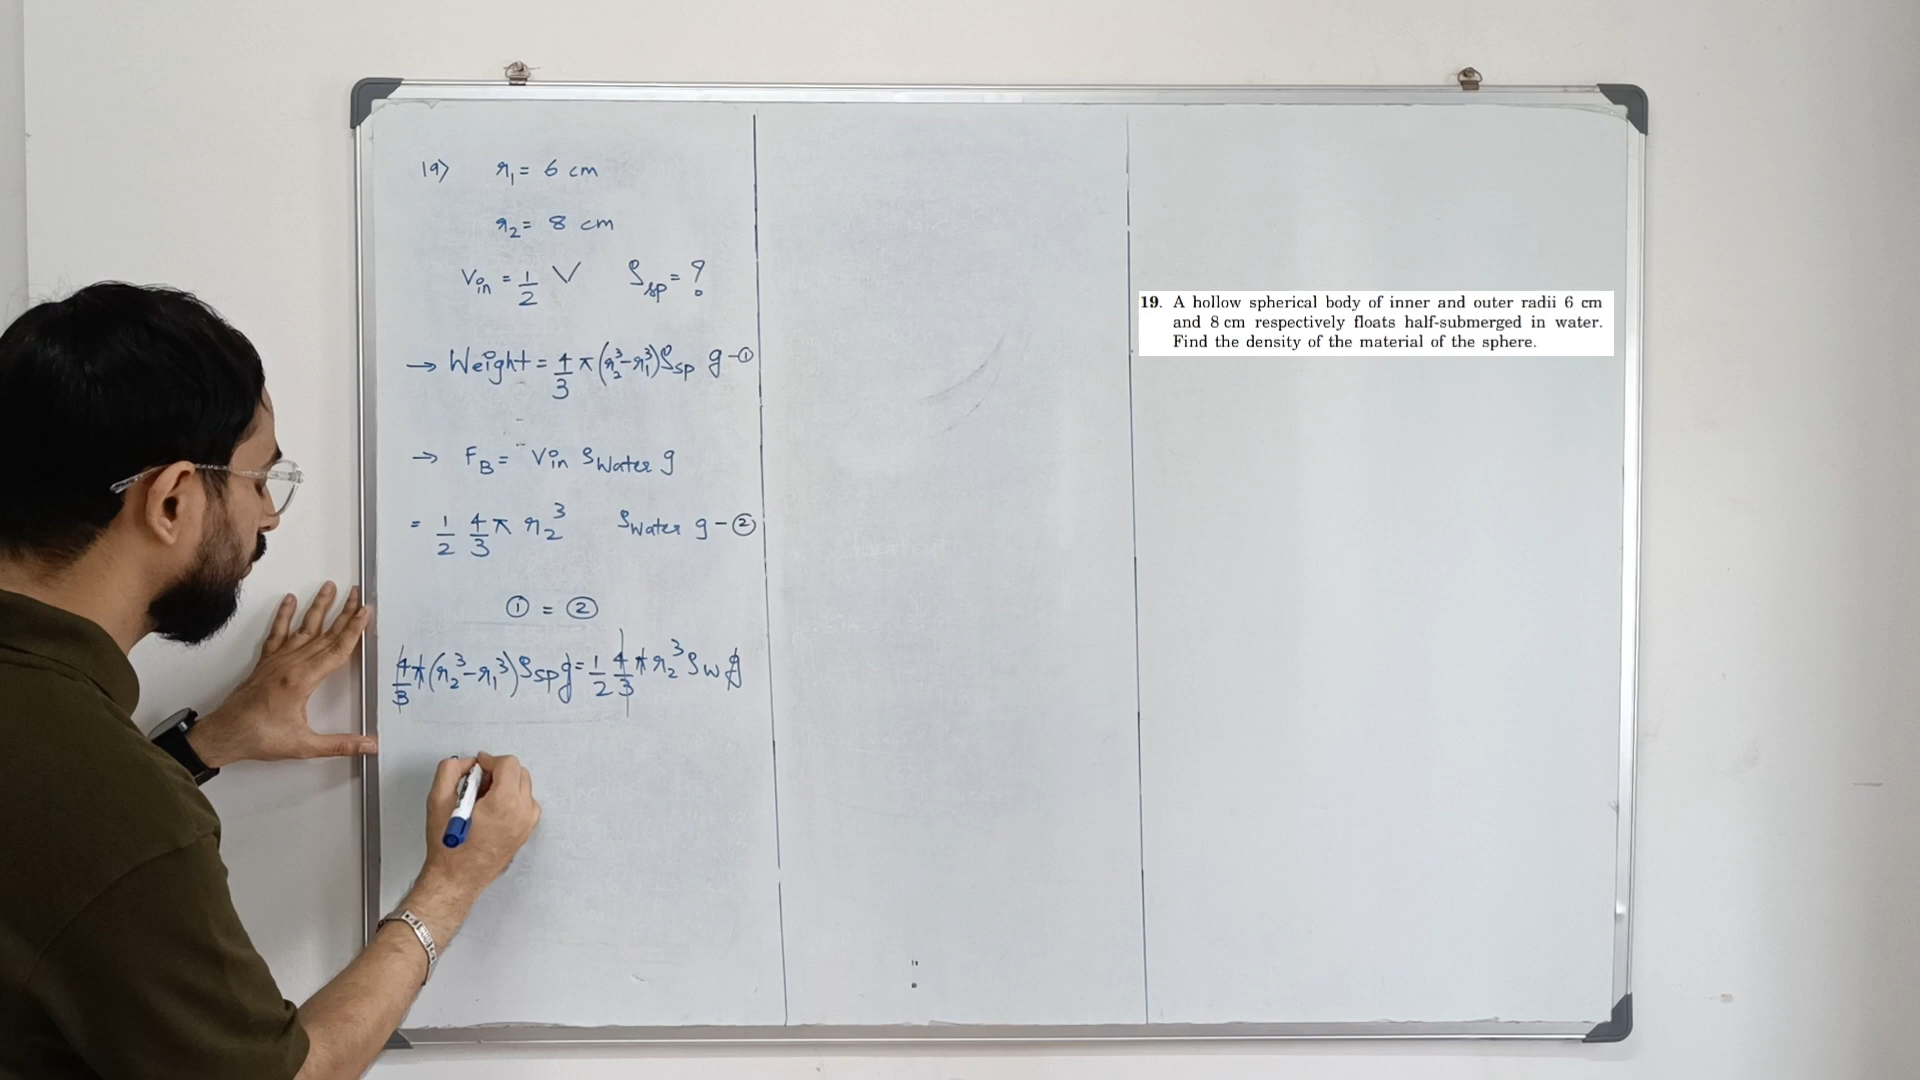 19) r₁ = 6 cm
r₂ = 8 cm
Vin = 1/2 V ρsp = ?
→ Weight = 4/3 π (r₂³ - r₁³) ρsp g - ①
→ FB = Vin ρwater g
= 1/2 4/3 π r₂³ ρwater g - ②
① = ②
4/3 π (r₂³ - r₁³) ρsp g = 1/2 4/3 π r₂³ ρw g
19. A hollow spherical body of inner and outer radii 6 cm
and 8 cm respectively floats half-submerged in water.
Find the density of the material of the sphere.